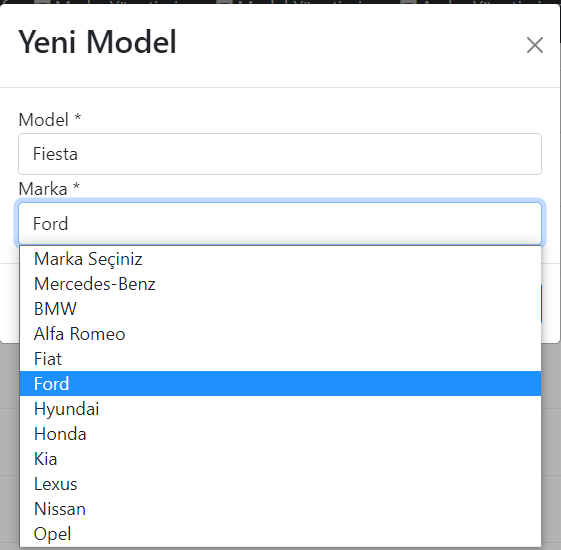 Yeni Model
Model *
Fiesta
Marka *
Ford
Marka Seçiniz
Mercedes-Benz
BMW
Alfa Romeo
Fiat
Ford
Hyundai
Honda
Kia
Lexus
Nissan
Opel